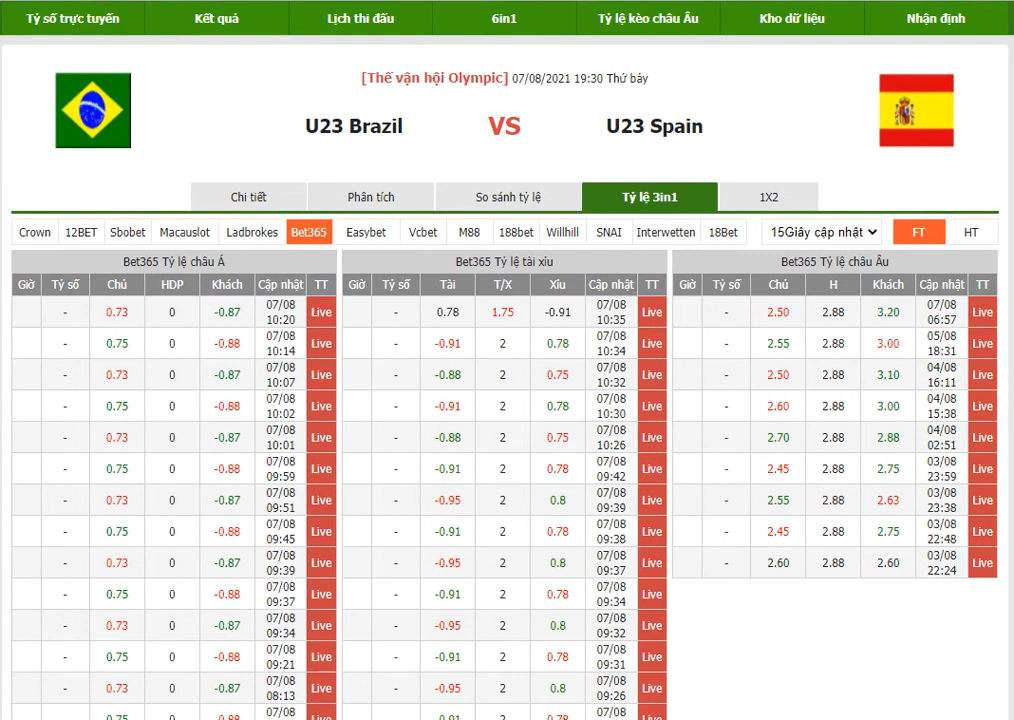 Tỷ số trực tuyến Kết quả Lịch thi đấu 6in1 Tỷ lệ kèo châu Âu Kho dữ liệu Nhận định
[Thế vận hội Olympic] 07/08/2021 19:30 Thứ bảy
U23 Brazil VS U23 Spain
Chi tiết Phân tích So sánh tỷ lệ Tỷ lệ 3in1 1X2
Crown 12BET Sbobet Macauslot Ladbrokes Bet365 Easybet Vcbet M88 188bet Willhill SNAI Interwetten 18Bet 15Giây cập nhật FT HT
Bet365 Tỷ lệ châu Á Bet365 Tỷ lệ tài xỉu Bet365 Tỷ lệ châu Âu
Giờ Tỷ số Chủ HDP Khách Cập nhật TT Giờ Tỷ số Tài T/X Xỉu Cập nhật TT Giờ Tỷ số Chủ H Khách Cập nhật TT
- 0.73 0 -0.87 07/08 10:20 Live - 0.78 1.75 -0.91 07/08 10:35 Live - 2.50 2.88 3.20 07/08 06:57 Live
- 0.75 0 -0.88 07/08 10:14 Live - -0.91 2 0.78 07/08 10:34 Live - 2.55 2.88 3.00 05/08 18:31 Live
- 0.73 0 -0.87 07/08 10:07 Live - -0.88 2 0.75 07/08 10:32 Live - 2.50 2.88 3.10 04/08 16:11 Live
- 0.75 0 -0.88 07/08 10:02 Live - -0.91 2 0.78 07/08 10:30 Live - 2.60 2.88 3.00 04/08 15:38 Live
- 0.73 0 -0.87 07/08 10:01 Live - -0.88 2 0.75 07/08 10:26 Live - 2.70 2.88 2.88 04/08 02:51 Live
- 0.75 0 -0.88 07/08 09:59 Live - -0.91 2 0.78 07/08 09:42 Live - 2.45 2.88 2.75 03/08 23:59 Live
- 0.73 0 -0.87 07/08 09:51 Live - -0.95 2 0.8 07/08 09:39 Live - 2.55 2.88 2.63 03/08 23:38 Live
- 0.75 0 -0.88 07/08 09:45 Live - -0.91 2 0.78 07/08 09:38 Live - 2.45 2.88 2.75 03/08 22:48 Live
- 0.73 0 -0.87 07/08 09:39 Live - -0.95 2 0.8 07/08 09:37 Live - 2.60 2.88 2.60 03/08 22:24 Live
- 0.75 0 -0.88 07/08 09:37 Live - -0.91 2 0.78 07/08 09:34 Live
- 0.73 0 -0.87 07/08 09:34 Live - -0.95 2 0.8 07/08 09:32 Live
- 0.75 0 -0.88 07/08 09:21 Live - -0.91 2 0.78 07/08 09:31 Live
- 0.73 0 -0.87 07/08 08:13 Live - -0.95 2 0.8 07/08 09:26 Live
- 0.75 0 -0.88 07/08 Live - -0.91 2 0.78 07/08 Live